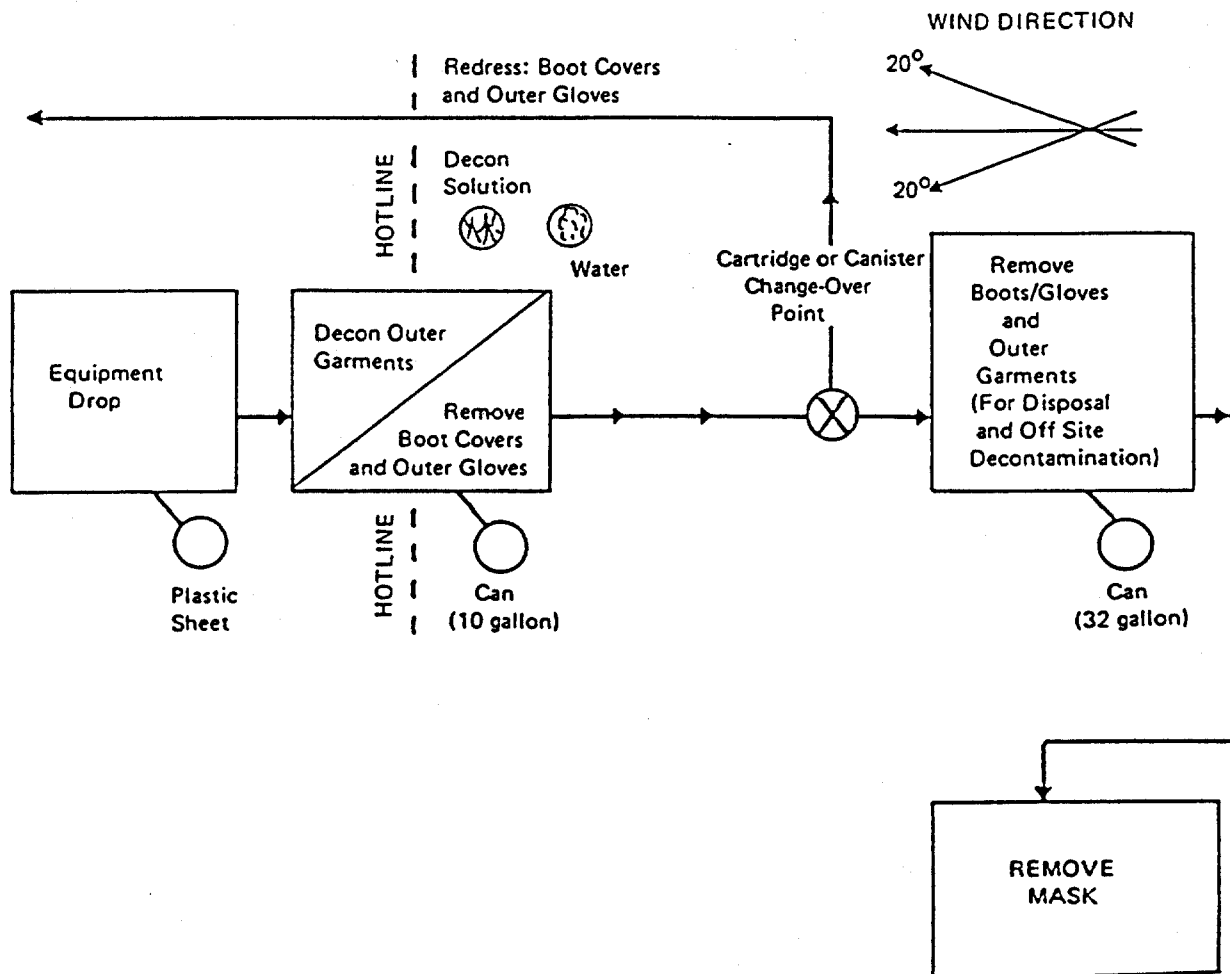 WIND DIRECTION
20°
20°
Redress: Boot Covers
and Outer Gloves
HOTLINE
Decon
Solution
Water
Cartridge or Canister
Change-Over
Point
Equipment
Drop
Decon Outer
Garments
Remove
Boot Covers
and Outer Gloves
Remove
Boots/Gloves
and
Outer
Garments
(For Disposal
and Off Site
Decontamination)
Plastic
Sheet
HOTLINE
Can
(10 gallon)
Can
(32 gallon)
REMOVE
MASK